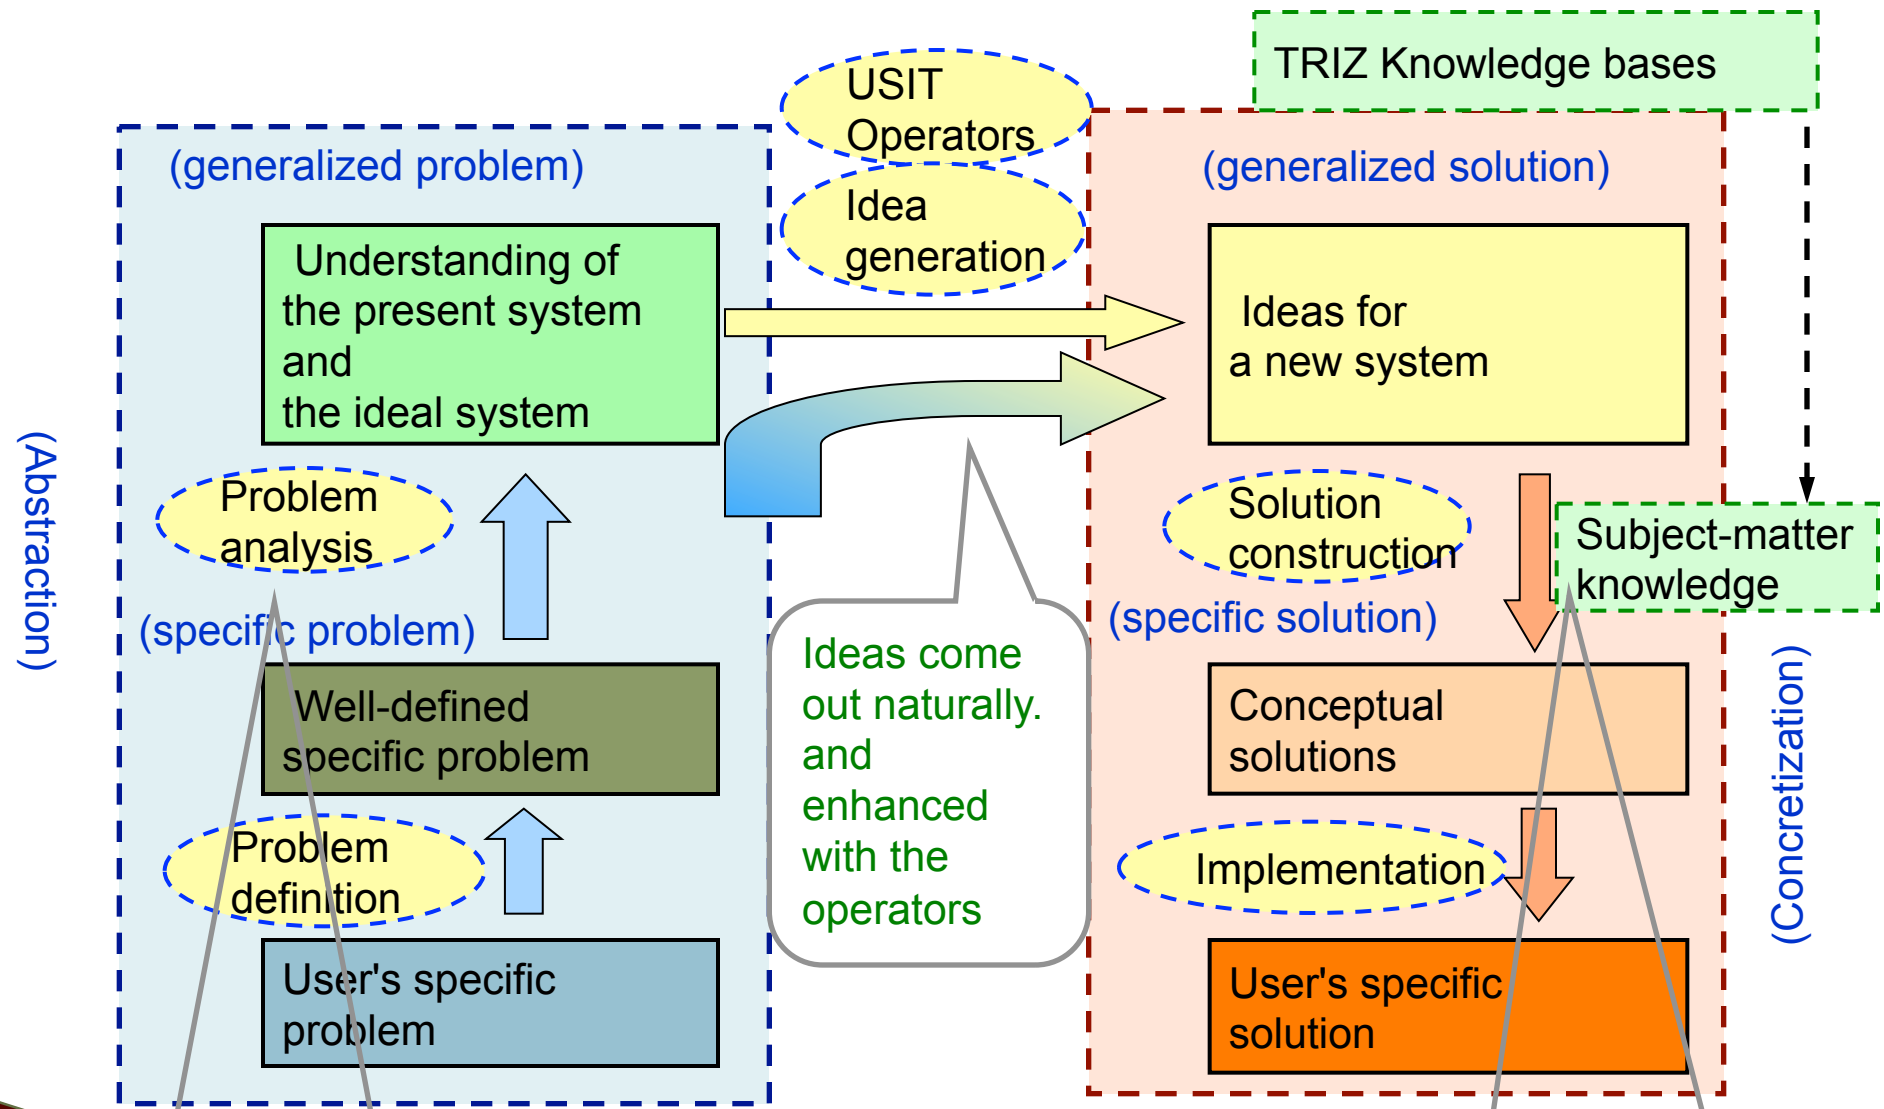 TRIZ Knowledge bases
USIT
Operators
(generalized problem)
(generalized solution)
Idea
generation
Understanding of
the present system
and
the ideal system
Ideas for
a new system
(Abstraction)
Problem
analysis
Solution
construction
Subject-matter
knowledge
(specific problem)
(specific solution)
Ideas come
out naturally.
and
enhanced
with the
operators
Well-defined
specific problem
Conceptual
solutions
(Concretization)
Problem
definition
Implementation
User's specific
problem
User's specific
solution